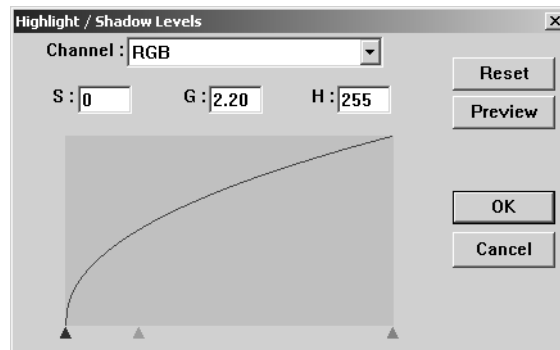 Highlight / Shadow Levels
Channel : RGB
S : 0 G : 2.20 H : 255
Reset
Preview
OK
Cancel